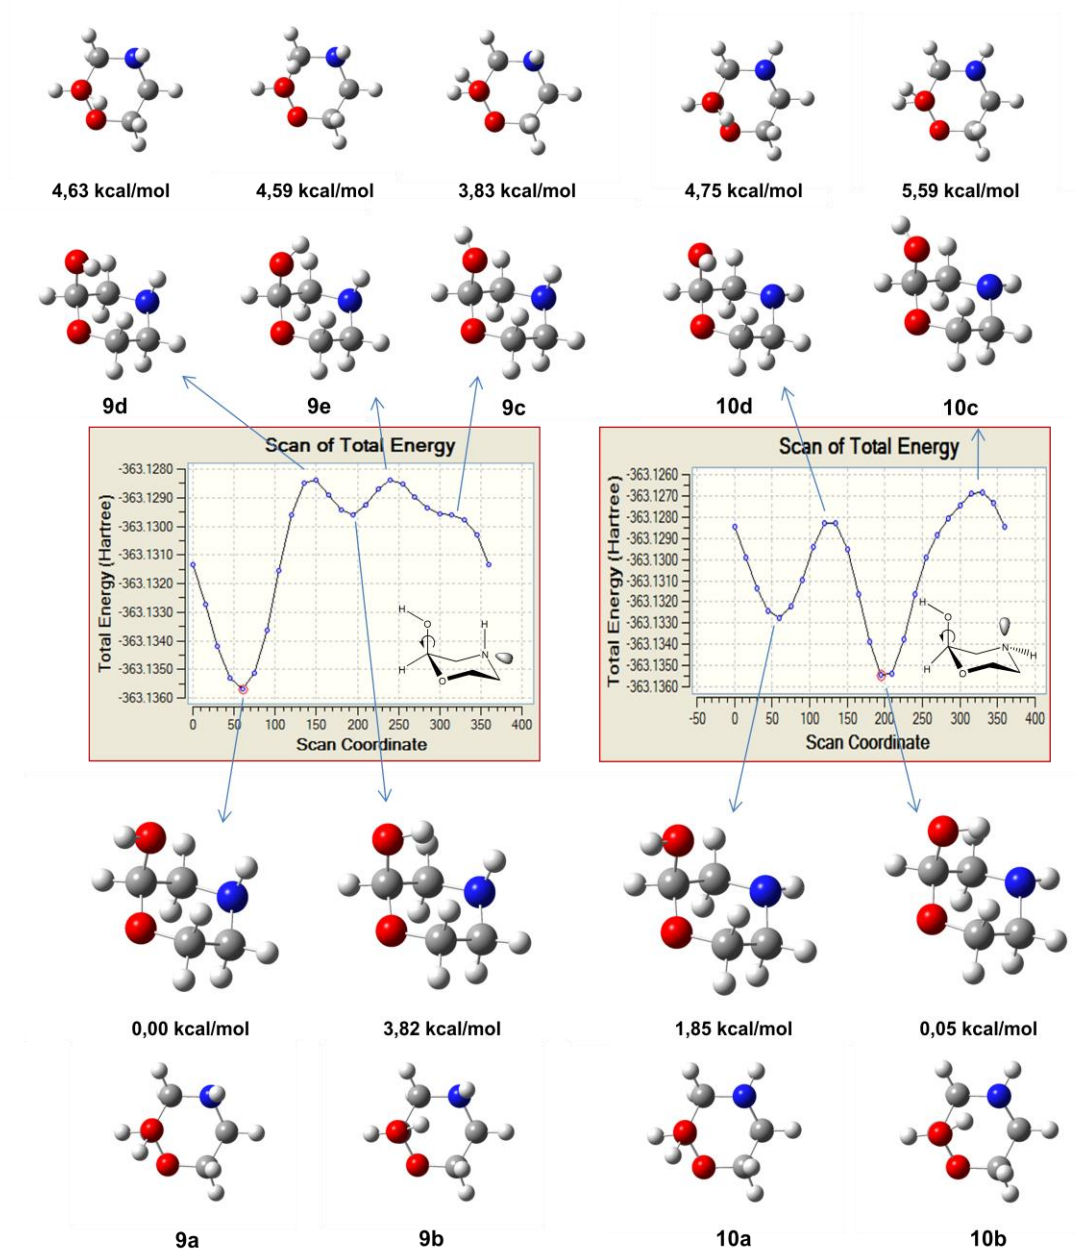 4,63 kcal/mol 4,59 kcal/mol 3,83 kcal/mol 4,75 kcal/mol 5,59 kcal/mol
9d 9e 9c 10d 10c
Scan of Total Energy
Total Energy (Hartree)
-363.1280
-363.1290
-363.1300
-363.1310
-363.1320
-363.1330
-363.1340
-363.1350
-363.1360
0 50 100 150 200 250 300 350 400
Scan Coordinate
H
O
H
N
H
O
Scan of Total Energy
Total Energy (Hartree)
-363.1260
-363.1270
-363.1280
-363.1290
-363.1300
-363.1310
-363.1320
-363.1330
-363.1340
-363.1350
-363.1360
-50 0 50 100 150 200 250 300 350 400
Scan Coordinate
H
O
N
H
H
O
0,00 kcal/mol 3,82 kcal/mol 1,85 kcal/mol 0,05 kcal/mol
9a 9b 10a 10b